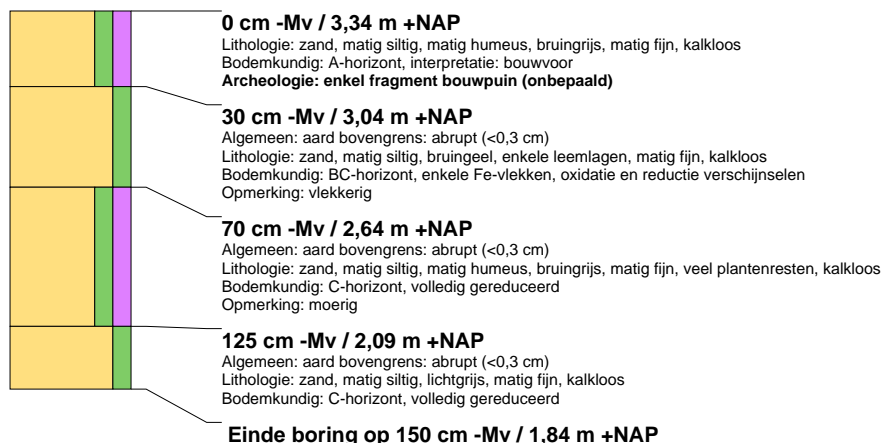 0 cm -Mv / 3,34 m +NAP
Lithologie: zand, matig siltig, matig humeus, bruingrijs, matig fijn, kalkloos
Bodemkundig: A-horizont, interpretatie: bouwvoor
Archeologie: enkel fragment bouwpuin (onbepaald)
30 cm -Mv / 3,04 m +NAP
Algemeen: aard bovengrens: abrupt (<0,3 cm)
Lithologie: zand, matig siltig, bruingeel, enkele leemlagen, matig fijn, kalkloos
Bodemkundig: BC-horizont, enkele Fe-vlekken, oxidatie en reductie verschijnselen
Opmerking: vlekkerig
70 cm -Mv / 2,64 m +NAP
Algemeen: aard bovengrens: abrupt (<0,3 cm)
Lithologie: zand, matig siltig, matig humeus, bruingrijs, matig fijn, veel plantenresten, kalkloos
Bodemkundig: C-horizont, volledig gereduceerd
Opmerking: moerig
125 cm -Mv / 2,09 m +NAP
Algemeen: aard bovengrens: abrupt (<0,3 cm)
Lithologie: zand, matig siltig, lichtgrijs, matig fijn, kalkloos
Bodemkundig: C-horizont, volledig gereduceerd
Einde boring op 150 cm -Mv / 1,84 m +NAP